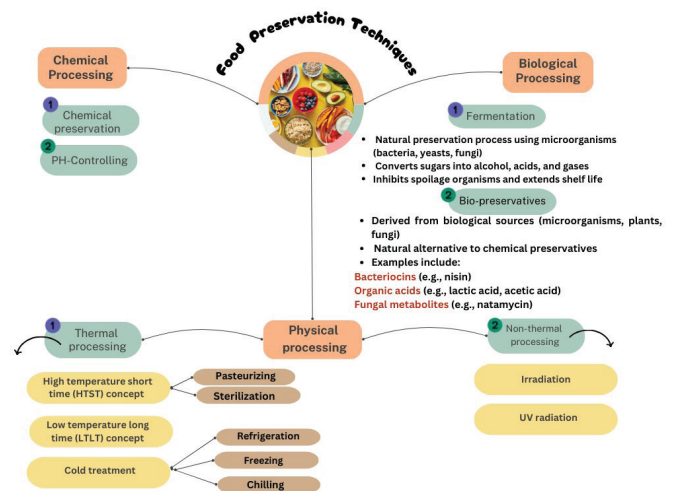 Food Preservation Techniques
Chemical
Processing
1
Chemical
preservation
2
PH-Controlling
Biological
Processing
1
Fermentation
• Natural preservation process using microorganisms
(bacteria, yeasts, fungi)
• Converts sugars into alcohol, acids, and gases
• Inhibits spoilage organisms and extends shelf life
2
Bio-preservatives
• Derived from biological sources (microorganisms, plants,
fungi)
• Natural alternative to chemical preservatives
• Examples include:
Bacteriocins (e.g., nisin)
Organic acids (e.g., lactic acid, acetic acid)
Fungal metabolites (e.g., natamycin)
Physical
processing
1
Thermal
processing
High temperature short
time (HTST) concept
Pasteurizing
Sterilization
Low temperature long
time (LTLT) concept
Cold treatment
Refrigeration
Freezing
Chilling
2
Non-thermal
processing
Irradiation
UV radiation